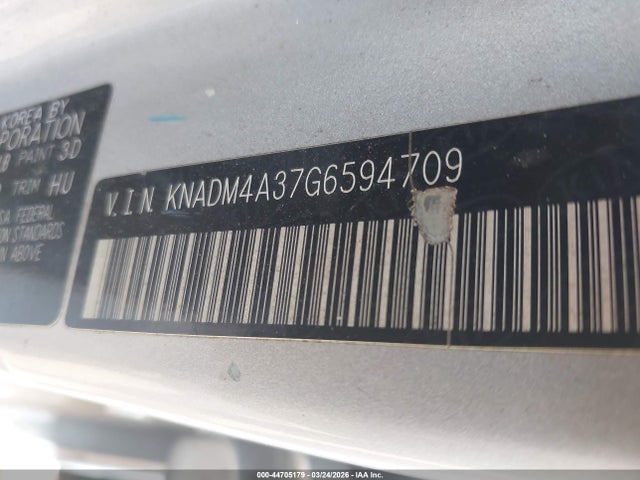 KOREA BY
PORATION
PAINT 3D
TRIM HU
FEDERAL
ON STANDARDS
N ABOVE
V.I.N. KNADM4A37G6594709
000-44705179 - 03/24/2026 - IAA Inc.